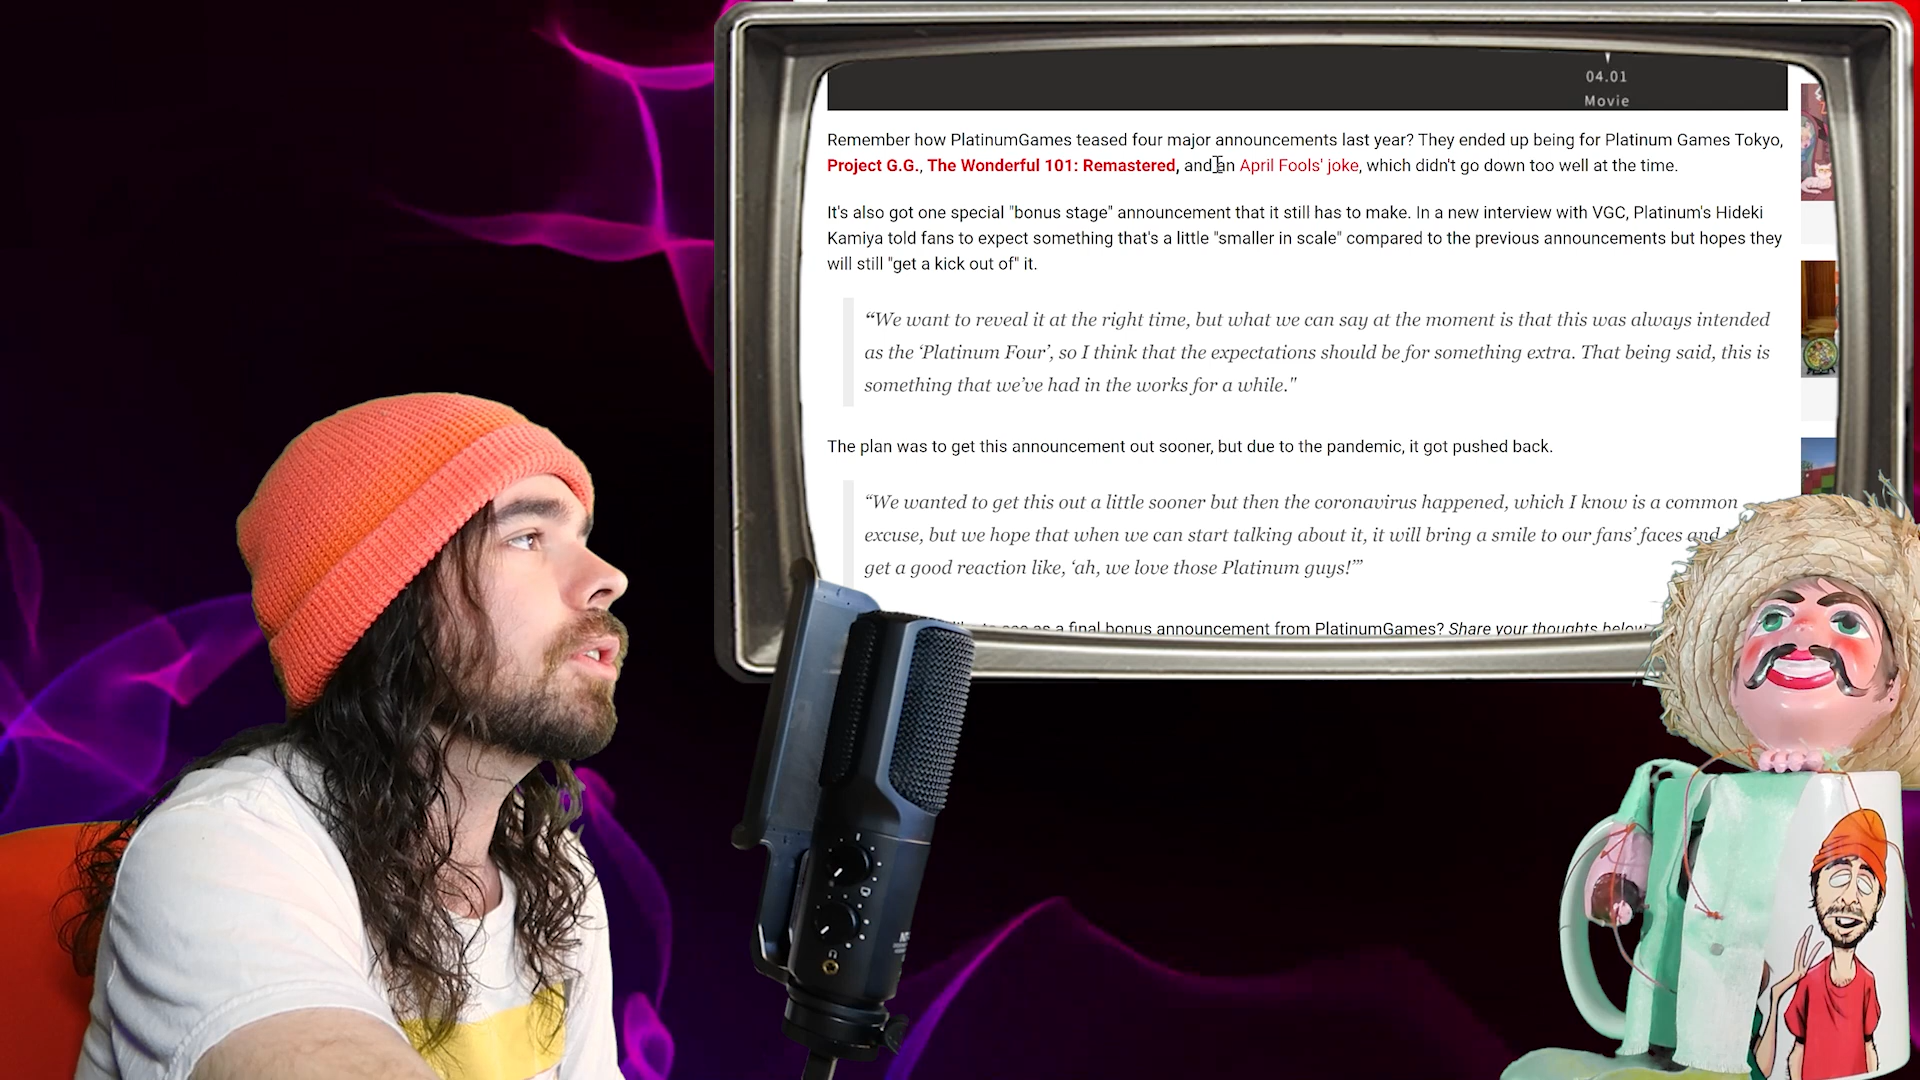 04.01
Movie
Remember how PlatinumGames teased four major announcements last year? They ended up being for Platinum Games Tokyo,
Project G.G., The Wonderful 101: Remastered, and an April Fools' joke, which didn't go down too well at the time.
It's also got one special "bonus stage" announcement that it still has to make. In a new interview with VGC, Platinum's Hideki
Kamiya told fans to expect something that's a little "smaller in scale" compared to the previous announcements but hopes they
will still "get a kick out of" it.
“We want to reveal it at the right time, but what we can say at the moment is that this was always intended
as the ‘Platinum Four’, so I think that the expectations should be for something extra. That being said, this is
something that we’ve had in the works for a while."
The plan was to get this announcement out sooner, but due to the pandemic, it got pushed back.
“We wanted to get this out a little sooner but then the coronavirus happened, which I know is a common
excuse, but we hope that when we can start talking about it, it will bring a smile to our fans’ faces and
get a good reaction like, ‘ah, we love those Platinum guys!’”
as a final bonus announcement from PlatinumGames? Share your thoughts below